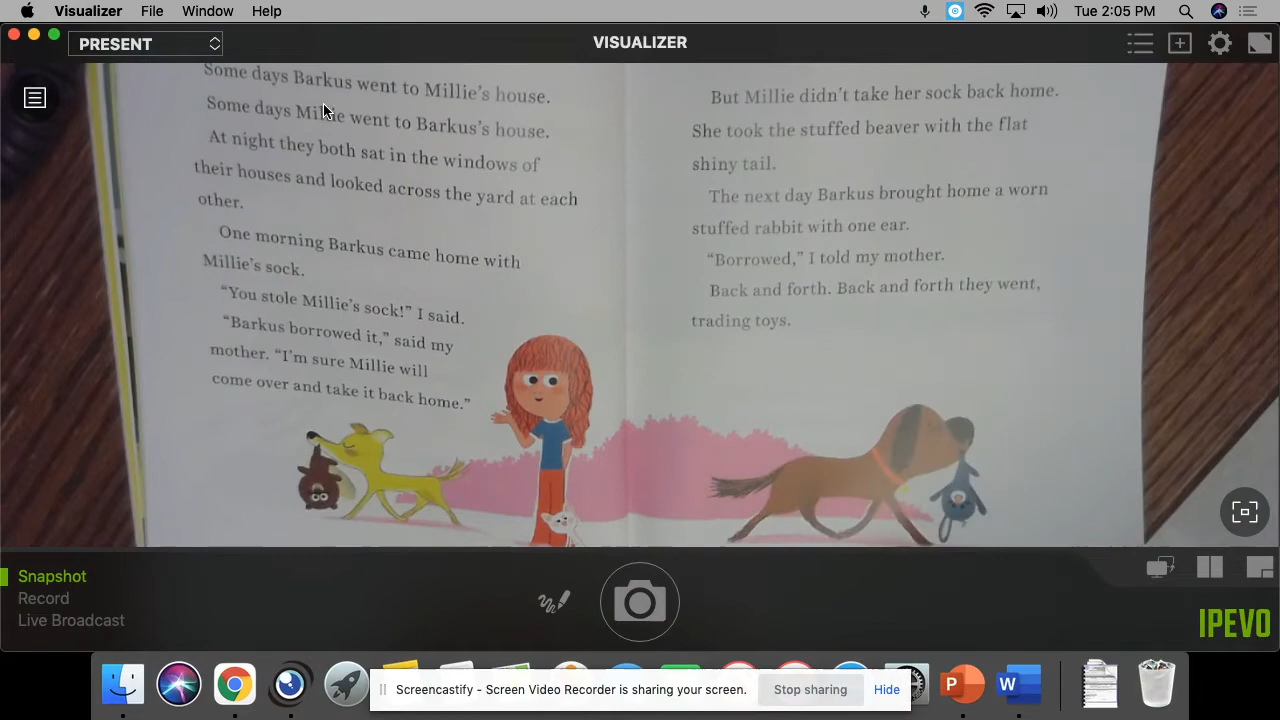 Visualizer File Window Help
Tue 2:05 PM
PRESENT
VISUALIZER
Some days Barkus went to Millie's house.
Some days Millie went to Barkus's house.
At night they both sat in the windows of
their houses and looked across the yard at each
other.
One morning Barkus came home with
Millie's sock.
"You stole Millie's sock!" I said.
"Barkus borrowed it," said my
mother. "I'm sure Millie will
come over and take it back home."
But Millie didn't take her sock back home.
She took the stuffed beaver with the flat
shiny tail.
The next day Barkus brought home a worn
stuffed rabbit with one ear.
"Borrowed," I told my mother.
Back and forth. Back and forth they went,
trading toys.
Snapshot
Record
Live Broadcast
IPEVO
Screencastify - Screen Video Recorder is sharing your screen.
Stop sharing
Hide
P
W